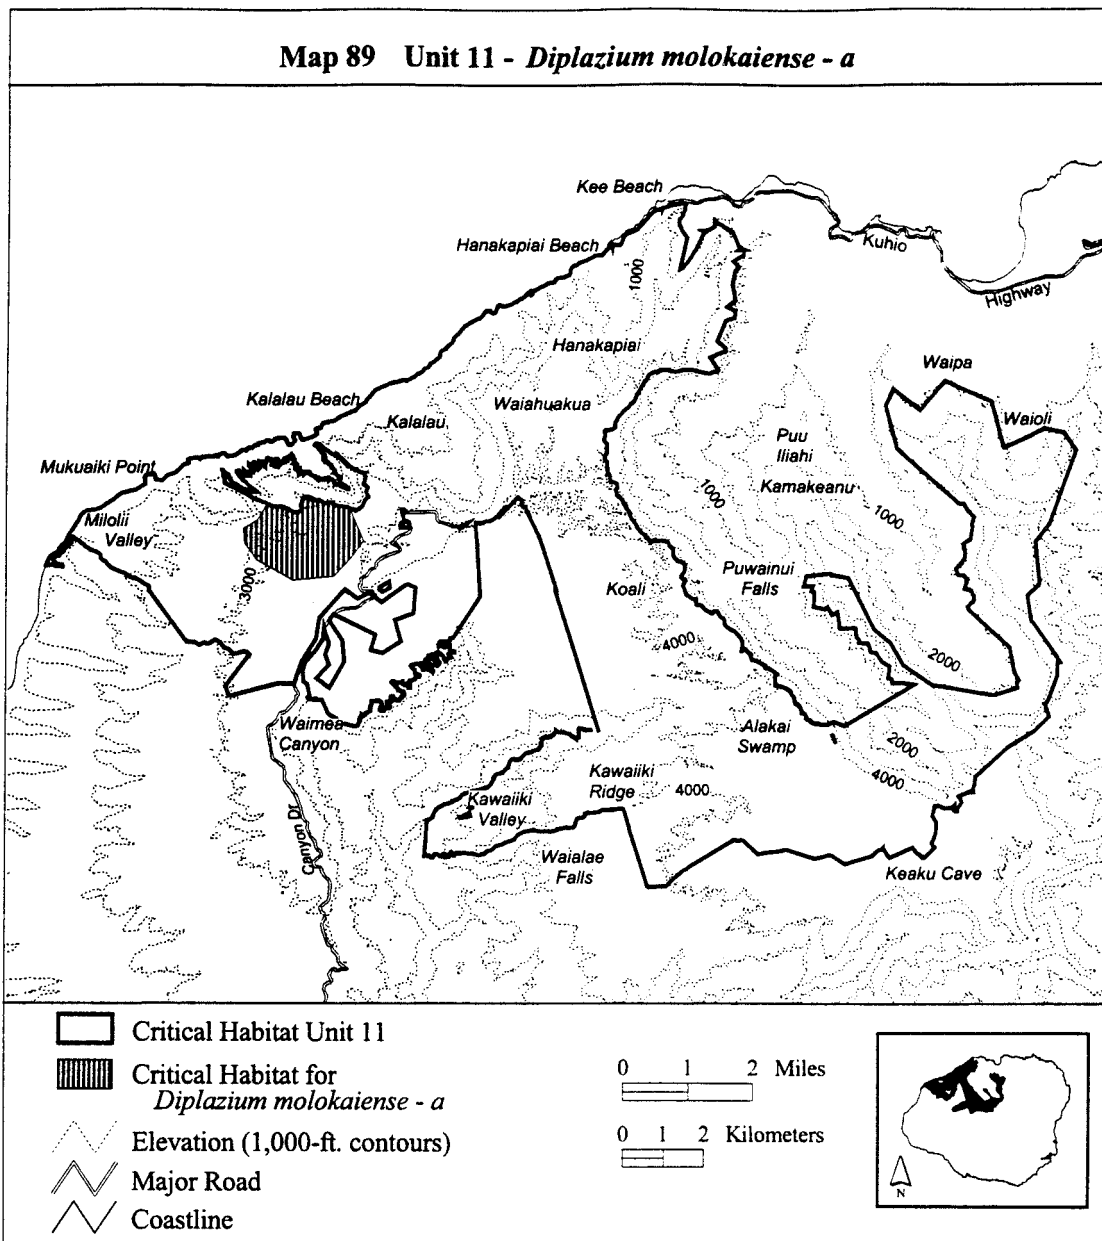 Map 89 Unit 11 - Diplazium molokaiense - a
Kee Beach
Hanakapiai Beach
Kuhio
Highway
1000
Hanakapiai
Waipa
Kalalau Beach
Waiahuakua
Waioli
Kalalau
Puu
Iliahi
Mukuaiki Point
Kamakeanu
1000
1000
Milolii
Valley
3000
Koali
Puwainui
Falls
4000
2000
Waimea
Canyon
Alakai
Swamp
2000
4000
Kawaiiki
Ridge
4000
Kawaiiki
Valley
Canyon Dr
Waialae
Falls
Keaku Cave
Critical Habitat Unit 11
Critical Habitat for
Diplazium molokaiense - a
Elevation (1,000-ft. contours)
Major Road
Coastline
0 1 2 Miles
0 1 2 Kilometers
N